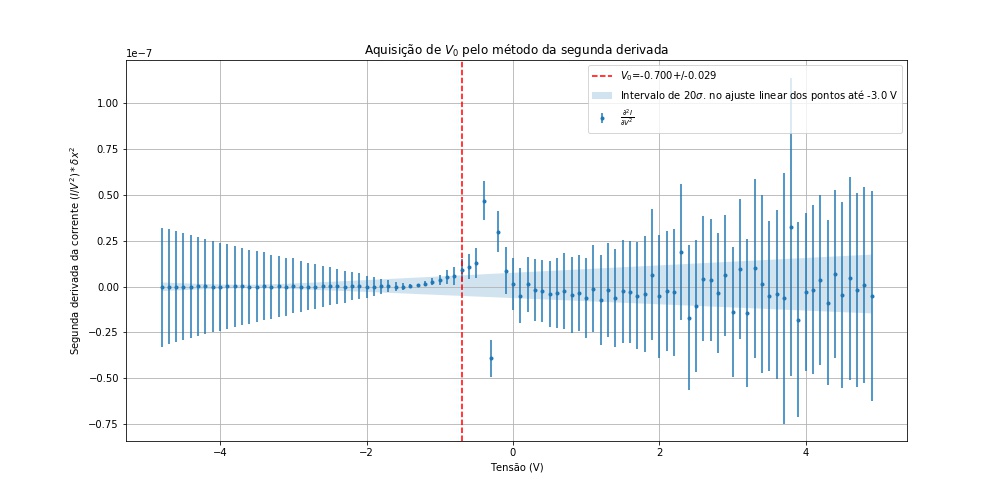 Aquisição de V₀ pelo método da segunda derivada
1e−7
V₀=-0.700+/-0.029
Intervalo de 20σ. no ajuste linear dos pontos até -3.0 V
∂²I/∂V²
1.00
0.75
0.50
0.25
0.00
−0.25
−0.50
−0.75
Segunda derivada da corrente (I/V²) * δx²
−4
−2
0
2
4
Tensão (V)